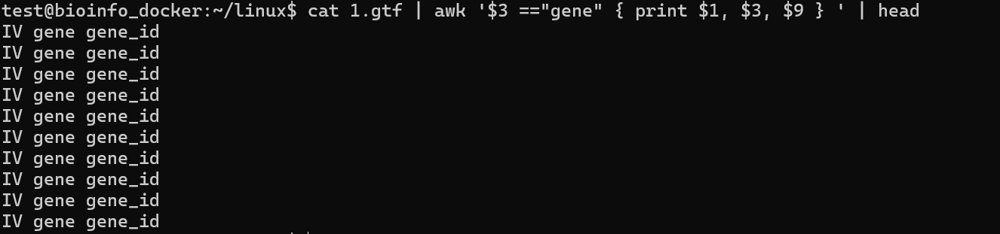 test@bioinfo_docker:~/linux$ cat 1.gtf | awk '$3 =="gene" { print $1, $3, $9 } ' | head
IV gene gene_id
IV gene gene_id
IV gene gene_id
IV gene gene_id
IV gene gene_id
IV gene gene_id
IV gene gene_id
IV gene gene_id
IV gene gene_id
IV gene gene_id